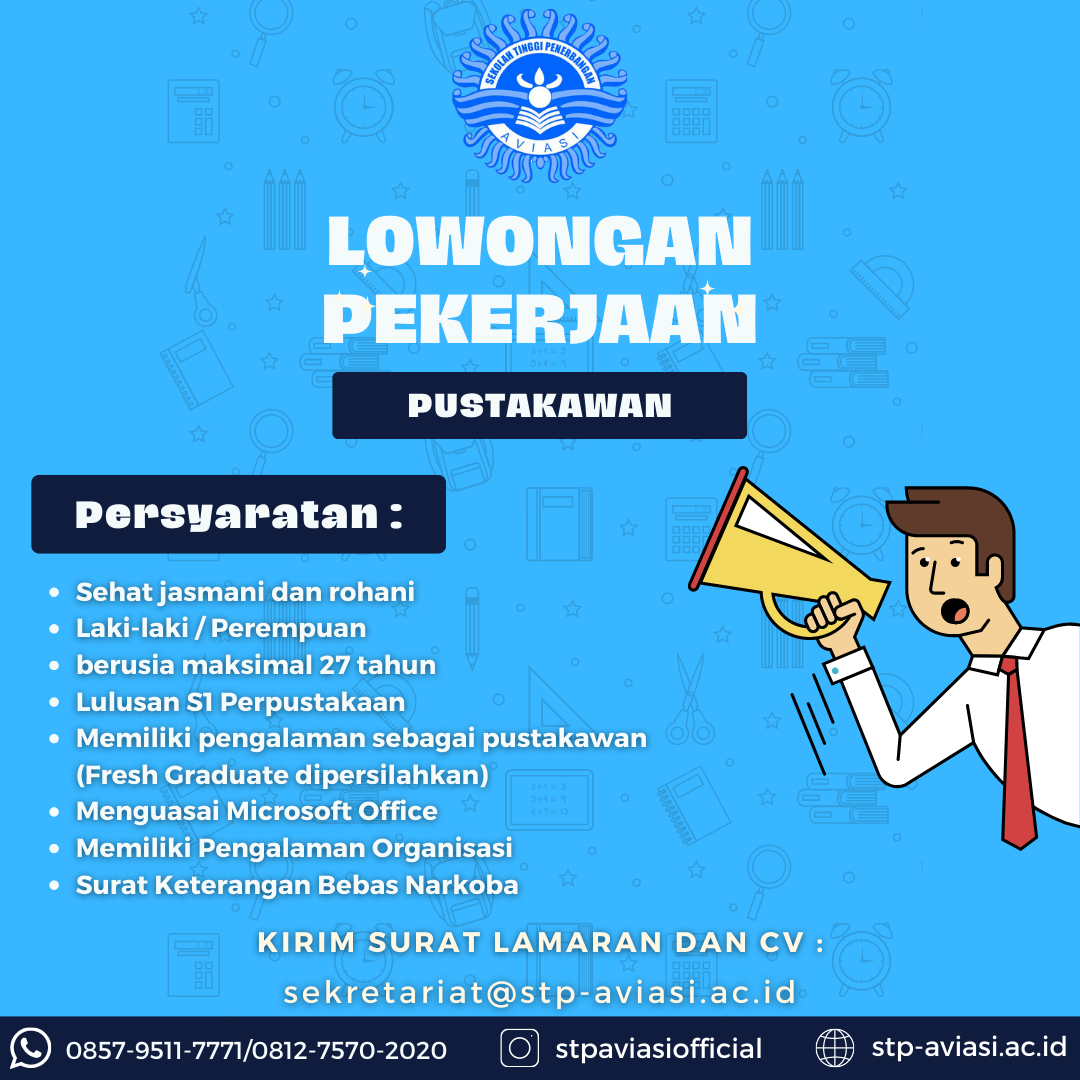 SEKOLAH TINGGI PENERBANGAN
AVIASI
LOWONGAN
PEKERJAAN
PUSTAKAWAN
Persyaratan :
Sehat jasmani dan rohani
Laki-laki / Perempuan
berusia maksimal 27 tahun
Lulusan S1 Perpustakaan
Memiliki pengalaman sebagai pustakawan
(Fresh Graduate dipersilahkan)
Menguasai Microsoft Office
Memiliki Pengalaman Organisasi
Surat Keterangan Bebas Narkoba
KIRIM SURAT LAMARAN DAN CV :
sekretariat@stp-aviasi.ac.id
0857-9511-7771/0812-7570-2020
stpaviasiofficial
stp-aviasi.ac.id